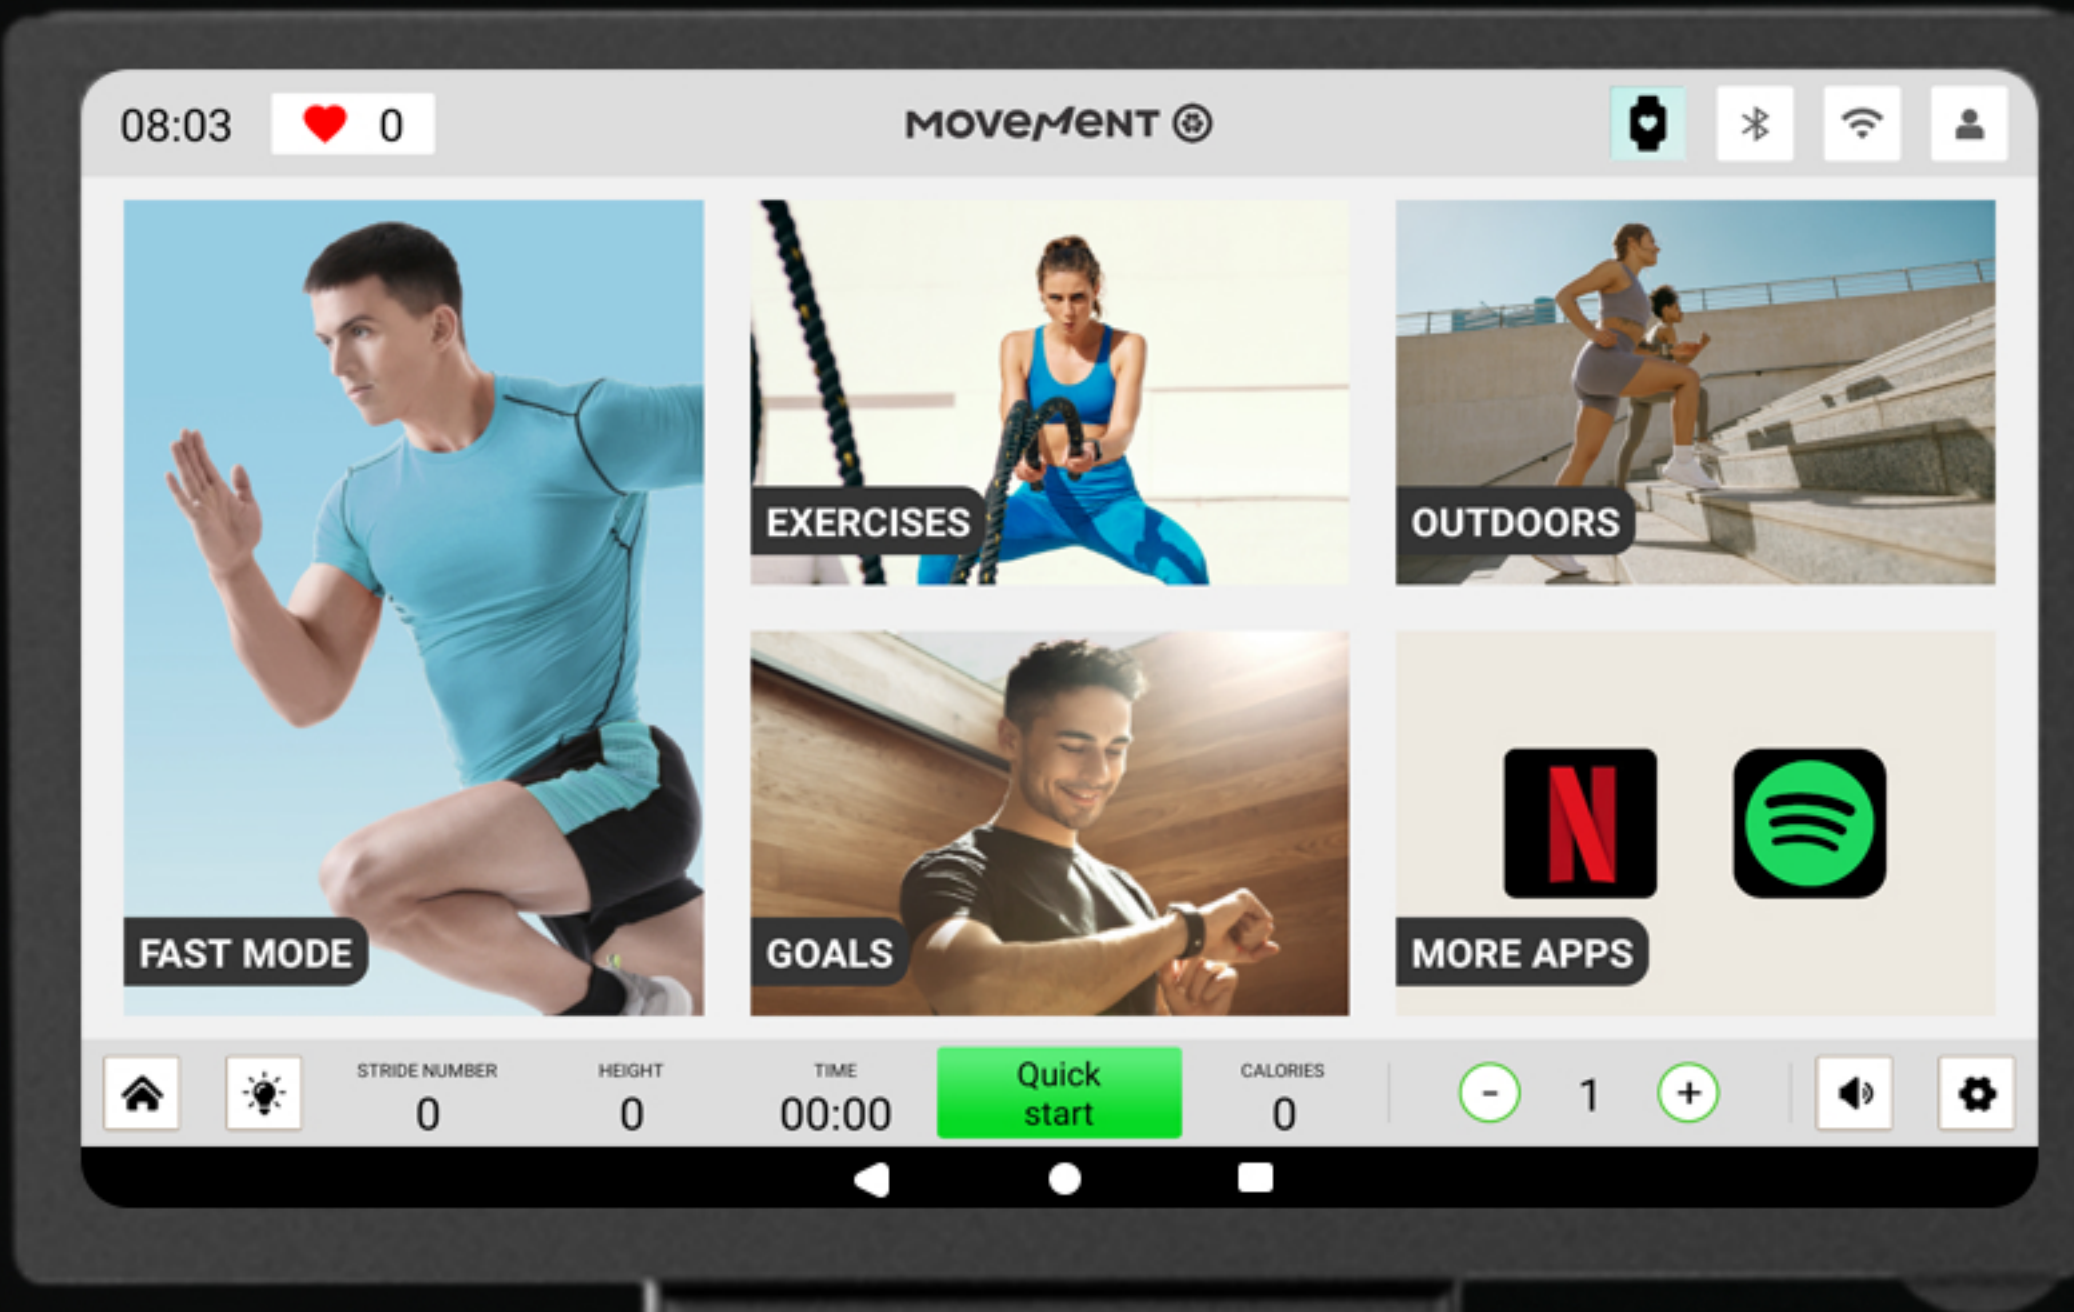 08:03
0
MOVEMENT
EXERCISES
OUTDOORS
FAST MODE
GOALS
N
MORE APPS
STRIDE NUMBER
0
HEIGHT
0
TIME
00:00
Quick
start
CALORIES
0
-
1
+